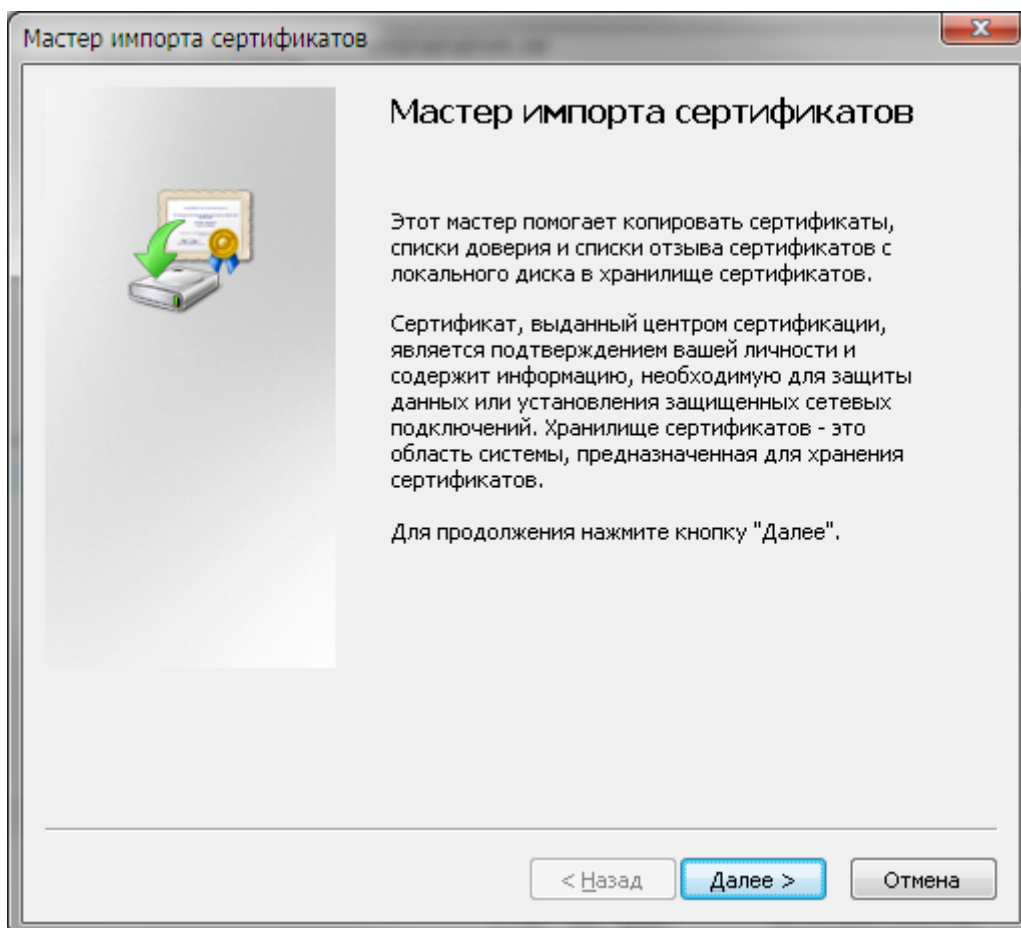 Мастер импорта сертификатов
Мастер импорта сертификатов
Этот мастер помогает копировать сертификаты,
списки доверия и списки отзыва сертификатов с
локального диска в хранилище сертификатов.
Сертификат, выданный центром сертификации,
является подтверждением вашей личности и
содержит информацию, необходимую для защиты
данных или установления защищенных сетевых
подключений. Хранилище сертификатов - это
область системы, предназначенная для хранения
сертификатов.
Для продолжения нажмите кнопку "Далее".
< Назад
Далее >
Отмена